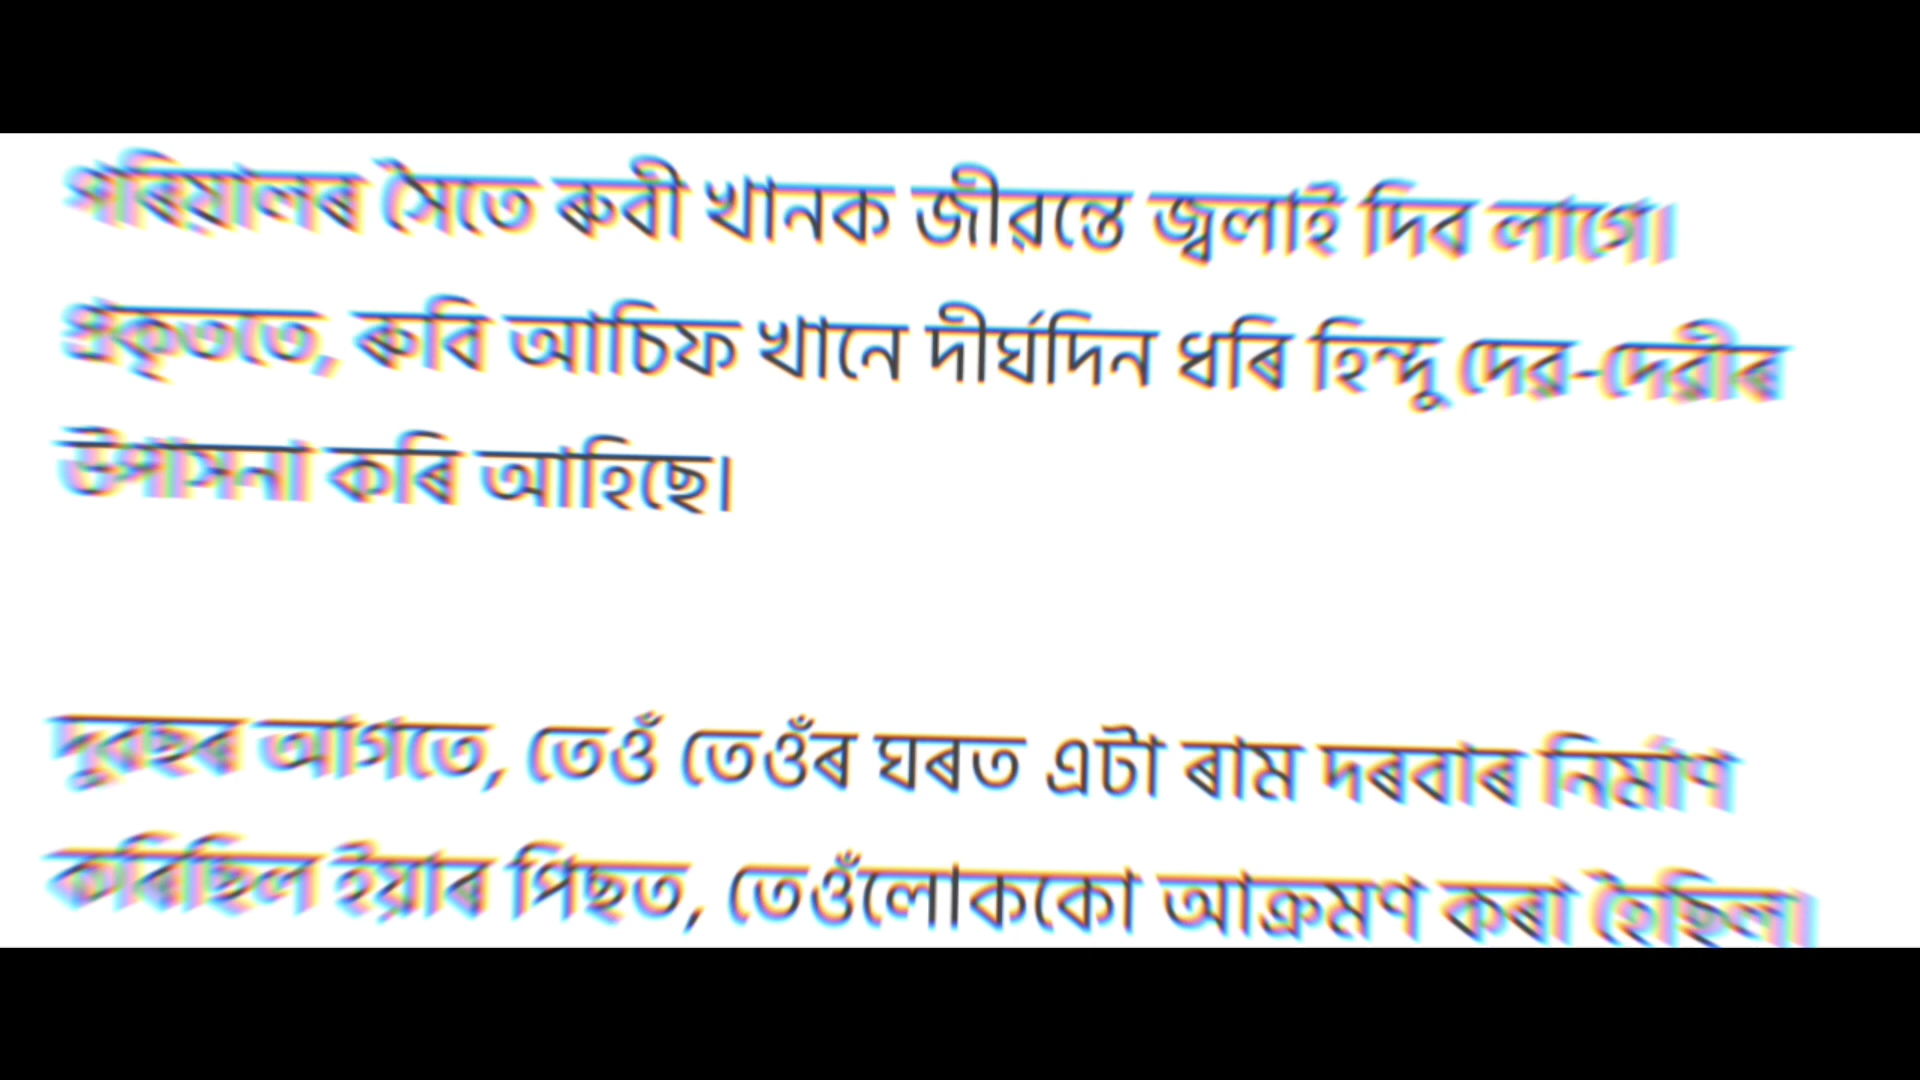 পৰিয়ালৰ সৈতে ৰুবী খানক জীৱন্তে জ্বলাই দিব লাগে।
প্ৰকৃততে, ৰুবি আচিফ খানে দীৰ্ঘদিন ধৰি হিন্দু দেৱ-দেৱীৰ
উপাসনা কৰি আহিছে।
দুবছৰ আগতে, তেওঁ তেওঁৰ ঘৰত এটা ৰাম দৰবাৰ নিৰ্মাণ
কৰিছিল ইয়াৰ পিছত, তেওঁলোককো আক্ৰমণ কৰা হৈছিল।